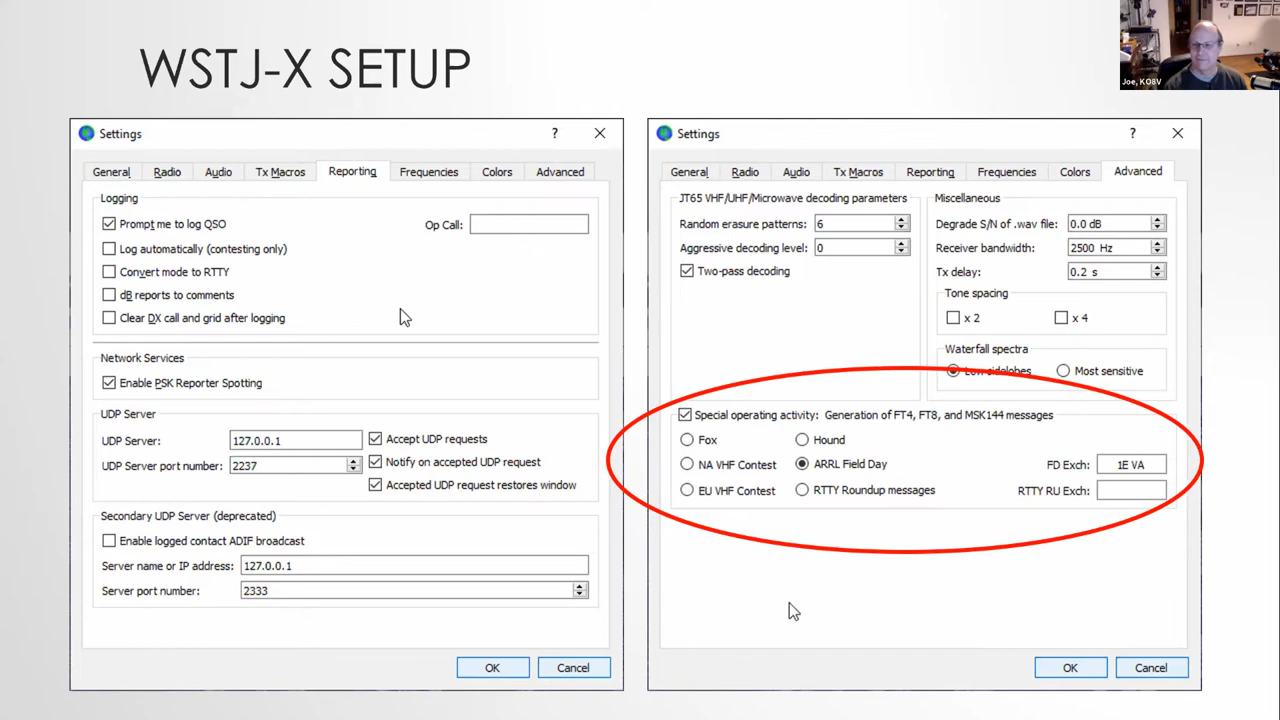 WSTJ-X SETUP
Joe, KO8V
Settings
General Radio Audio Tx Macros Reporting Frequencies Colors Advanced
Logging
Prompt me to log QSO
Op Call:
Log automatically (contesting only)
Convert mode to RTTY
dB reports to comments
Clear DX call and grid after logging
Network Services
Enable PSK Reporter Spotting
UDP Server
UDP Server: 127.0.0.1
Accept UDP requests
UDP Server port number: 2237
Notify on accepted UDP request
Accepted UDP request restores window
Secondary UDP Server (deprecated)
Enable logged contact ADIF broadcast
Server name or IP address: 127.0.0.1
Server port number: 2333
OK Cancel
Settings
General Radio Audio Tx Macros Reporting Frequencies Colors Advanced
JT65 VHF/UHF/Microwave decoding parameters
Random erasure patterns: 6
Aggressive decoding level: 0
Two-pass decoding
Miscellaneous
Degrade S/N of .wav file: 0.0 dB
Receiver bandwidth: 2500 Hz
Tx delay: 0.2 s
Tone spacing
x 2 x 4
Waterfall spectra
Low sidelobes Most sensitive
Special operating activity: Generation of FT4, FT8, and MSK144 messages
Fox Hound
NA VHF Contest ARRL Field Day FD Exch: 1E VA
EU VHF Contest RTTY Roundup messages RTTY RU Exch:
OK Cancel